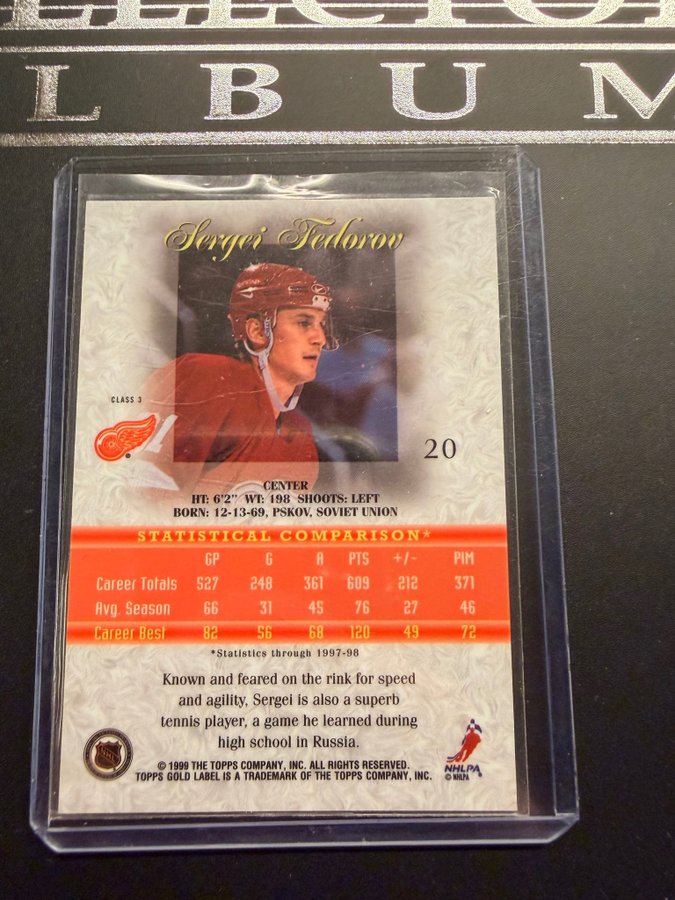 ALBUM
Sergei Fedorov
CLASS 3
20
CENTER
HT: 6'2" WT: 198 SHOOTS: LEFT
BORN: 12-13-69, PSKOV, SOVIET UNION
STATISTICAL COMPARISON*
GP G A PTS +/- PIM
Career Totals 527 248 361 609 212 371
Avg. Season 66 31 45 76 27 46
Career Best 82 56 68 120 49 72
*Statistics through 1997-98
Known and feared on the rink for speed
and agility, Sergei is also a superb
tennis player, a game he learned during
high school in Russia.
© 1999 THE TOPPS COMPANY, INC. ALL RIGHTS RESERVED.
TOPPS GOLD LABEL IS A TRADEMARK OF THE TOPPS COMPANY, INC.
NHL
NHLPA
© NHLPA